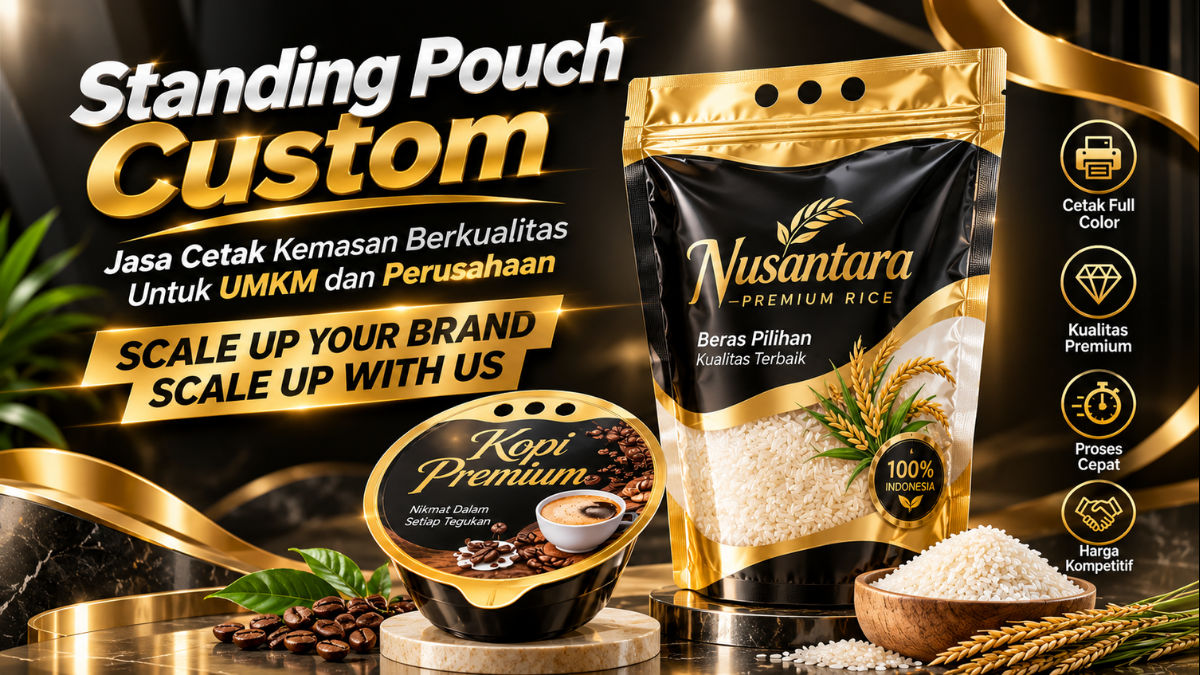 Standing Pouch
Custom
Jasa Cetak Kemasan Berkualitas
Untuk UMKM dan Perusahaan
SCALE UP YOUR BRAND
SCALE UP WITH US
Kopi
Premium
Nikmat Dalam
Setiap Tegukan
Nusantara
PREMIUM RICE
Beras Pilihan
Kualitas Terbaik
100%
INDONESIA
Cetak Full
Color
Kualitas
Premium
Proses
Cepat
Harga
Kompetitif